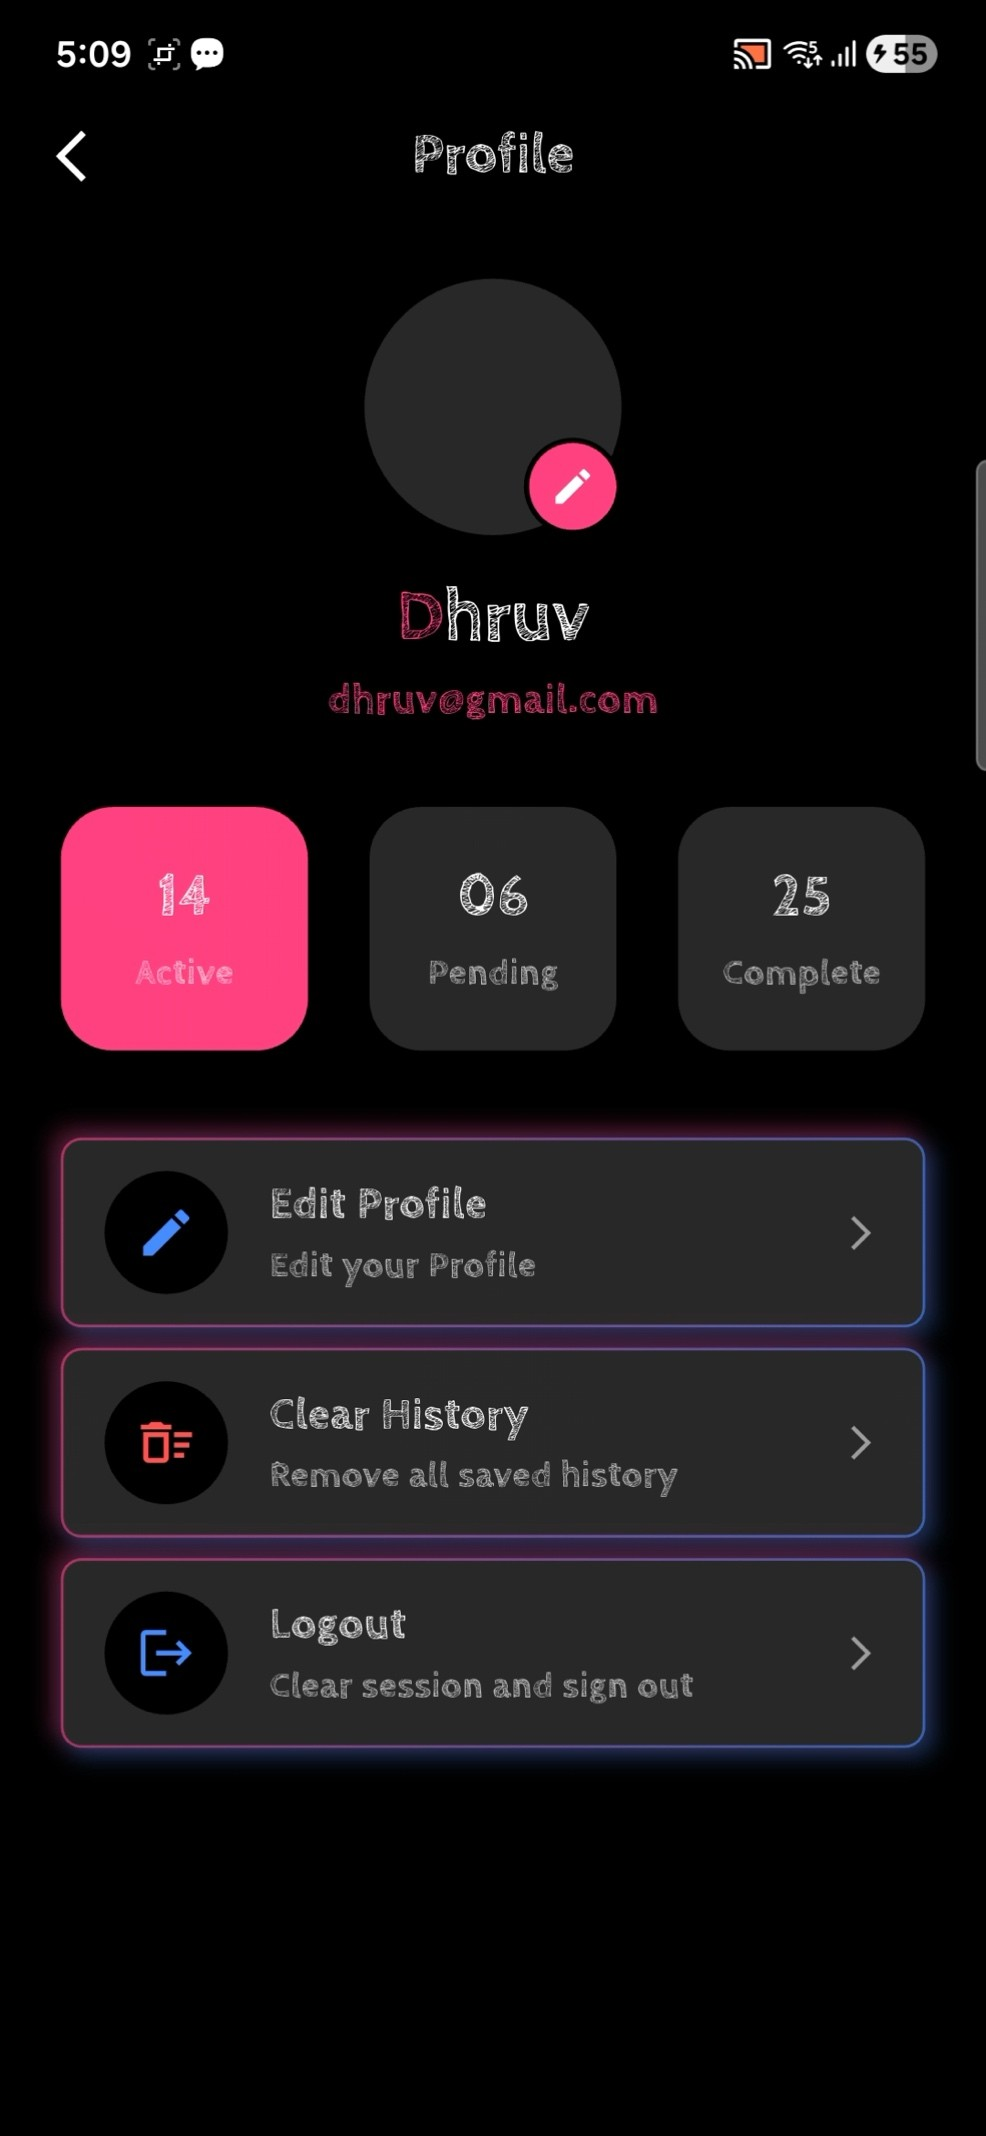 5:09
5
55
Profile
Dhruv
dhruv@gmail.com
14
Active
06
Pending
25
Complete
Edit Profile
Edit your Profile
Clear History
Remove all saved history
Logout
Clear session and sign out